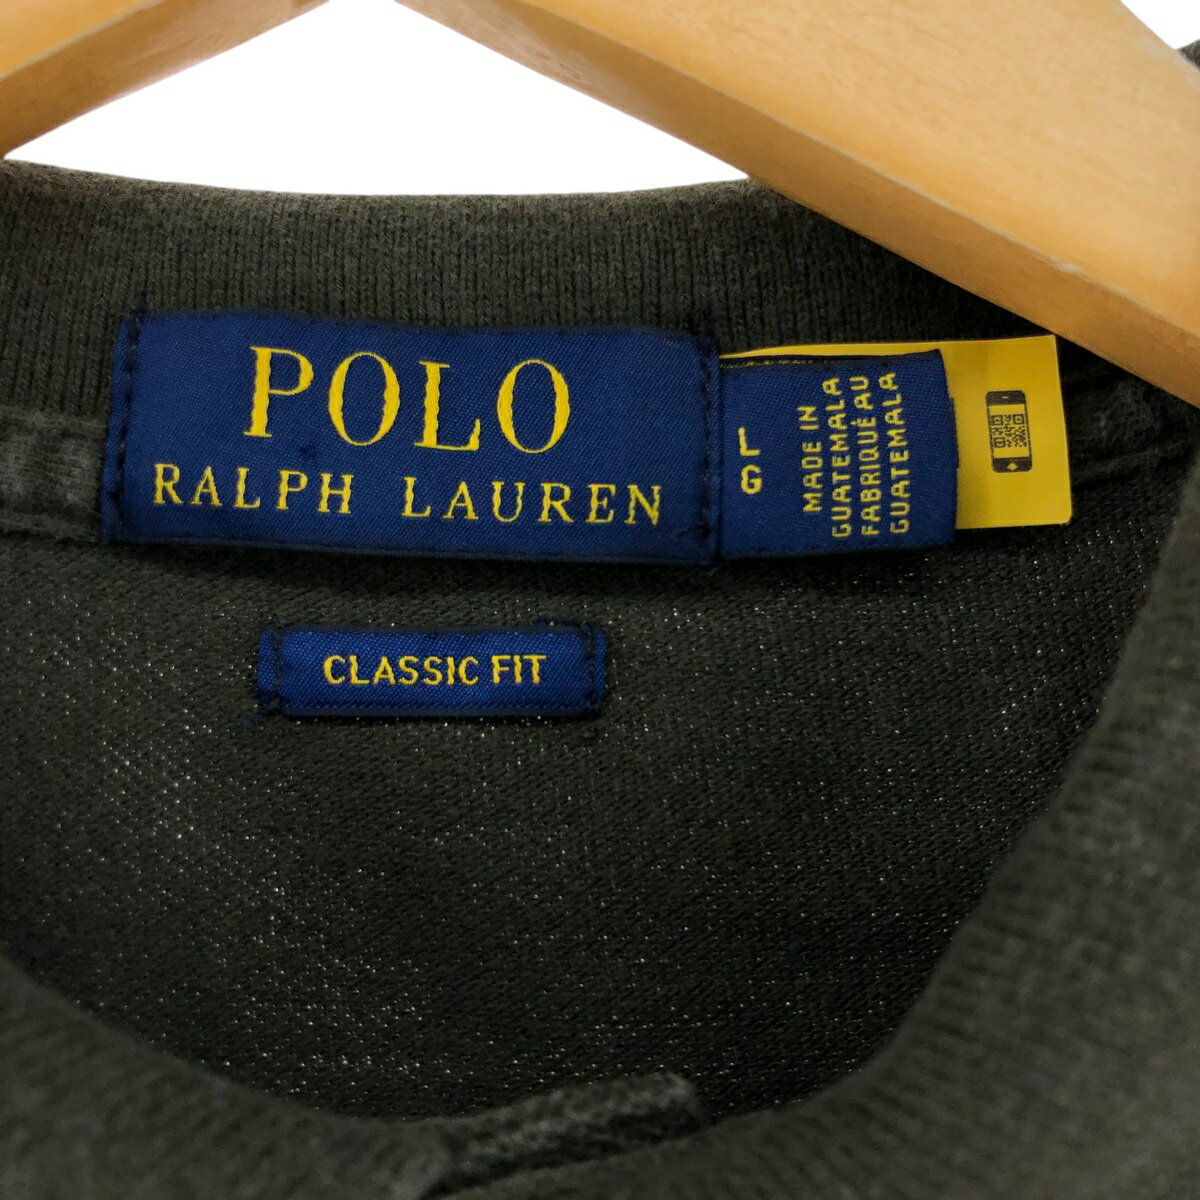 POLO
RALPH LAUREN
L
G
MADE IN
GUATEMALA
FABRIQUÉ AU
GUATEMALA
CLASSIC FIT